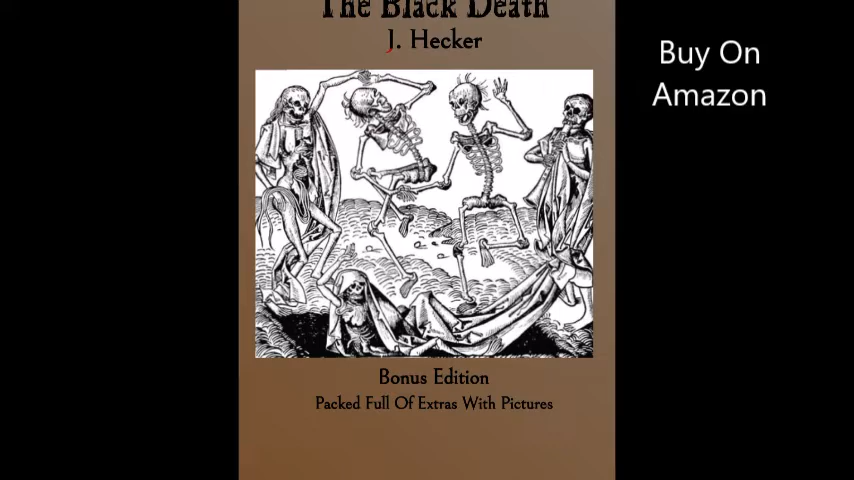 The Black Death
J. Hecker
Buy On
Amazon
Bonus Edition
Packed Full Of Extras With Pictures